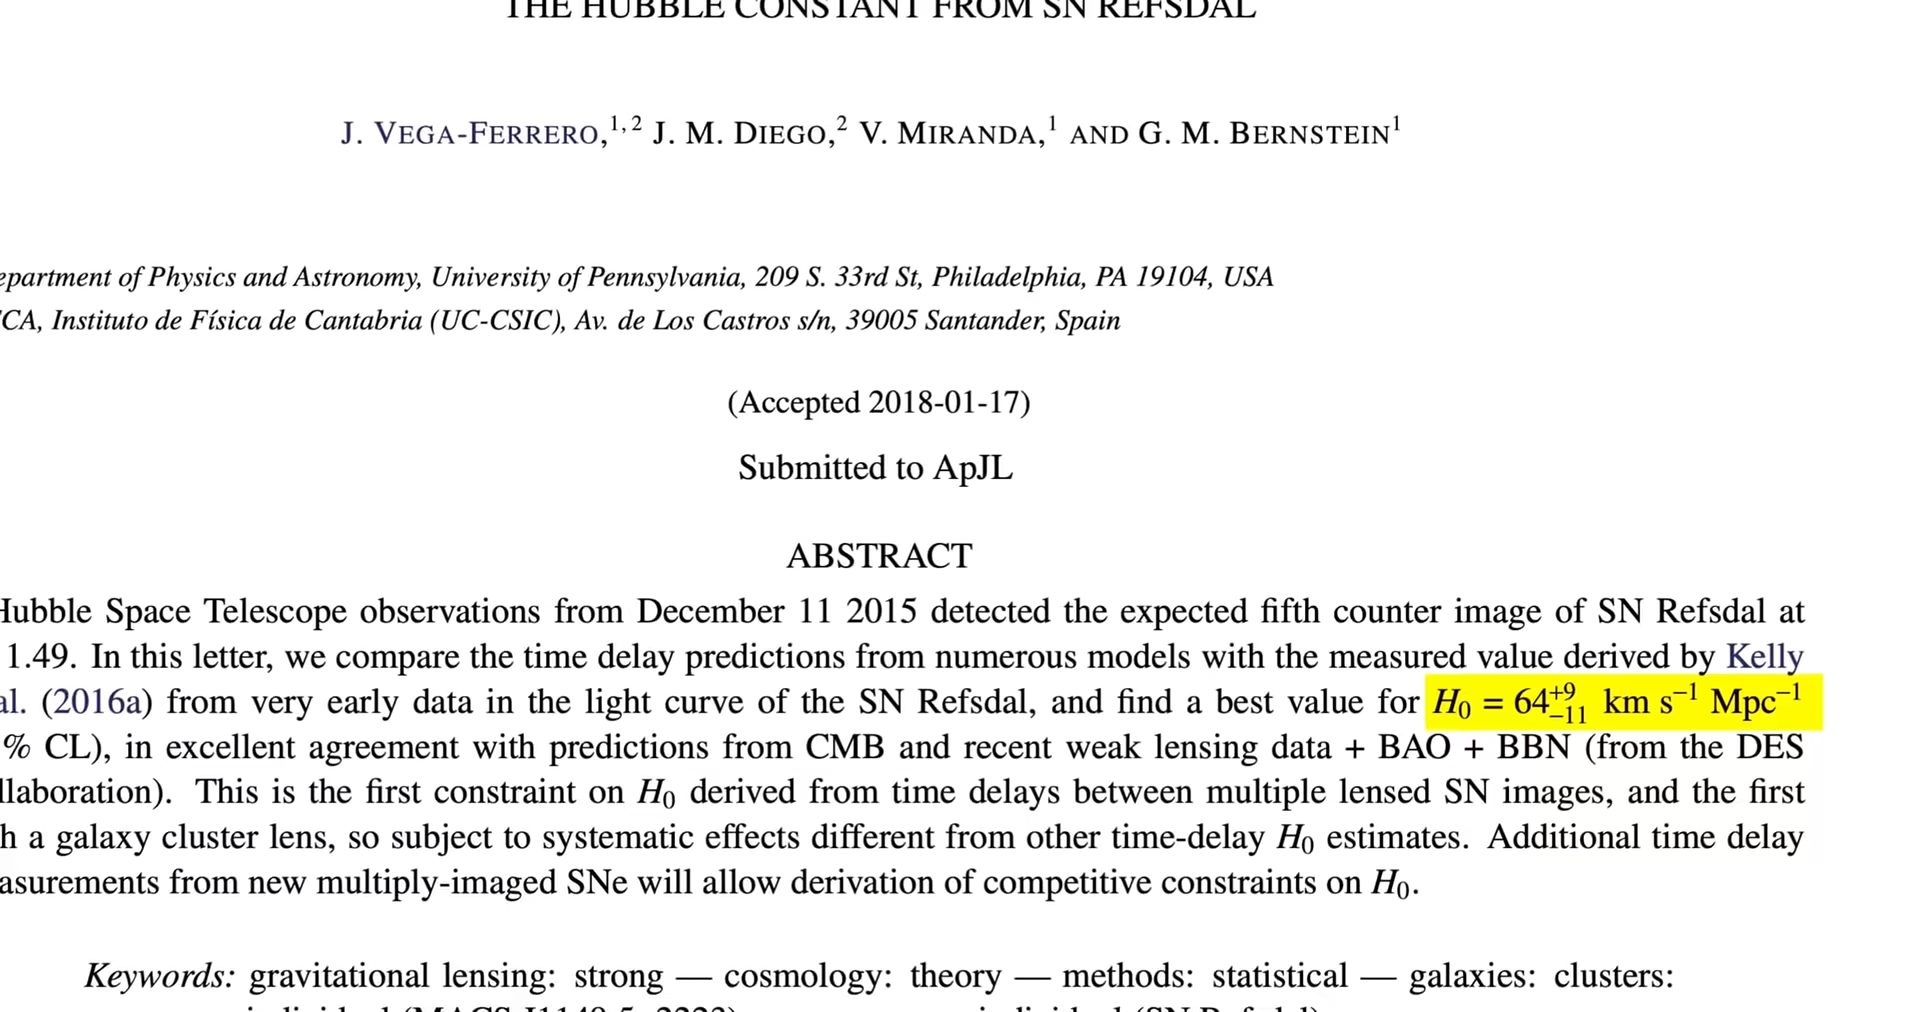 THE HUBBLE CONSTANT FROM SN REFSDAL
J. VEGA-FERRERO,1, 2 J. M. DIEGO,2 V. MIRANDA,1 AND G. M. BERNSTEIN1
epartment of Physics and Astronomy, University of Pennsylvania, 209 S. 33rd St, Philadelphia, PA 19104, USA
CA, Instituto de Física de Cantabria (UC-CSIC), Av. de Los Castros s/n, 39005 Santander, Spain
(Accepted 2018-01-17)
Submitted to ApJL
ABSTRACT
Hubble Space Telescope observations from December 11 2015 detected the expected fifth counter image of SN Refsdal at
1.49. In this letter, we compare the time delay predictions from numerous models with the measured value derived by Kelly
al. (2016a) from very early data in the light curve of the SN Refsdal, and find a best value for H0 = 64+9−11 km s−1 Mpc−1
% CL), in excellent agreement with predictions from CMB and recent weak lensing data + BAO + BBN (from the DES
llaboration). This is the first constraint on H0 derived from time delays between multiple lensed SN images, and the first
h a galaxy cluster lens, so subject to systematic effects different from other time-delay H0 estimates. Additional time delay
asurements from new multiply-imaged SNe will allow derivation of competitive constraints on H0.
Keywords: gravitational lensing: strong — cosmology: theory — methods: statistical — galaxies: clusters:
individual (SN Refsdal)